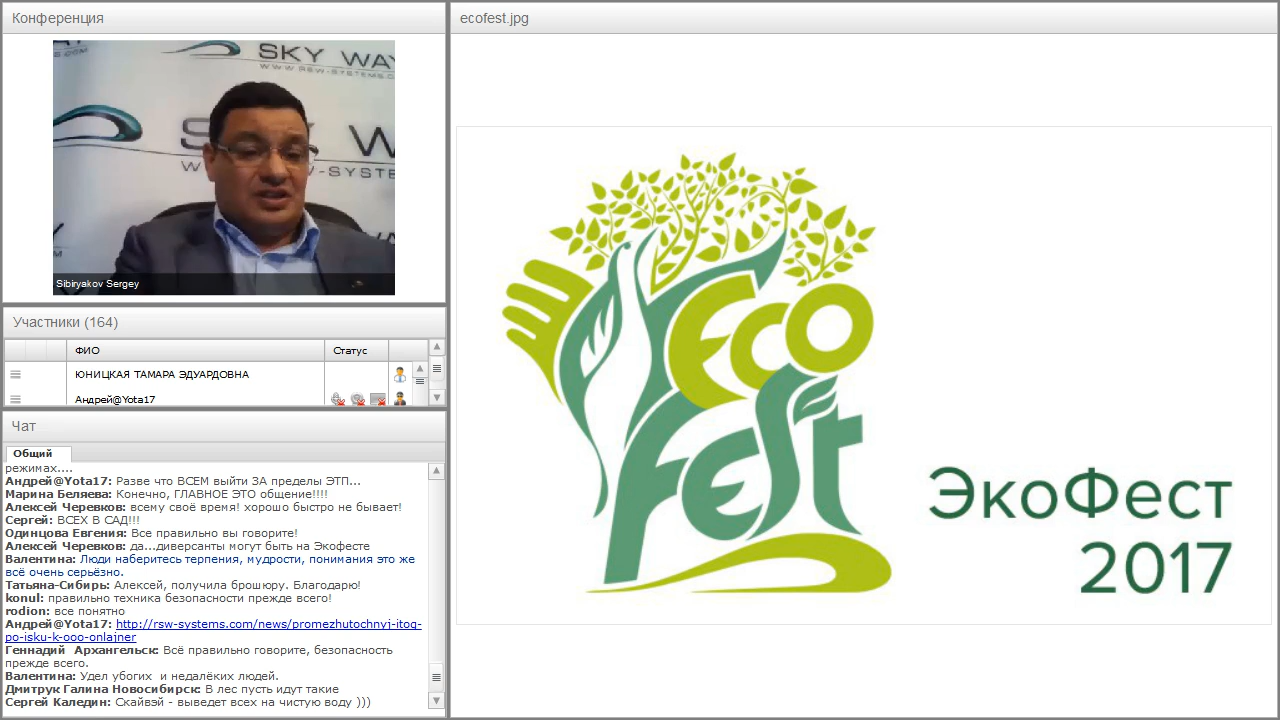 Конференция
SKY WAY
WWW.RSW-SYSTEMS.CO
SKY W
W
W-SYSTE
Sibiryakov Sergey
Участники (164)
ФИО
Статус
ЮНИЦКАЯ ТАМАРА ЭДУАРДОВНА
Андрей@Yota17
Чат
Общий
режимах....
Андрей@Yota17: Разве что ВСЕМ выйти ЗА пределы ЭТП...
Марина Беляева: Конечно, ГЛАВНОЕ ЭТО общение!!!!
Алексей Черевков: всему своё время! хорошо быстро не бывает!
Сергей: ВСЕХ В САД!!!
Одинцова Евгения: Все правильно вы говорите!
Алексей Черевков: да...диверсанты могут быть на Экофесте
Валентина: Люди наберитесь терпения, мудрости, понимания это же
всё очень серьёзно.
Татьяна-Сибирь: Алексей, получила брошюру. Благодарю!
konul: правильно техника безопасности прежде всего!
rodion: все понятно
Андрей@Yota17: http://rsw-systems.com/news/promezhutochnyj-itog-
po-isku-k-ooo-onlajner
Геннадий Архангельск: Всё правильно говорите, безопасность
прежде всего.
Валентина: Удел убогих и недалёких людей.
Дмитрук Галина Новосибирск: В лес пусть идут такие
Сергей Каледин: Скайвэй - выведет всех на чистую воду )))
ecofest.jpg
Eco
Fest
ЭкоФест
2017